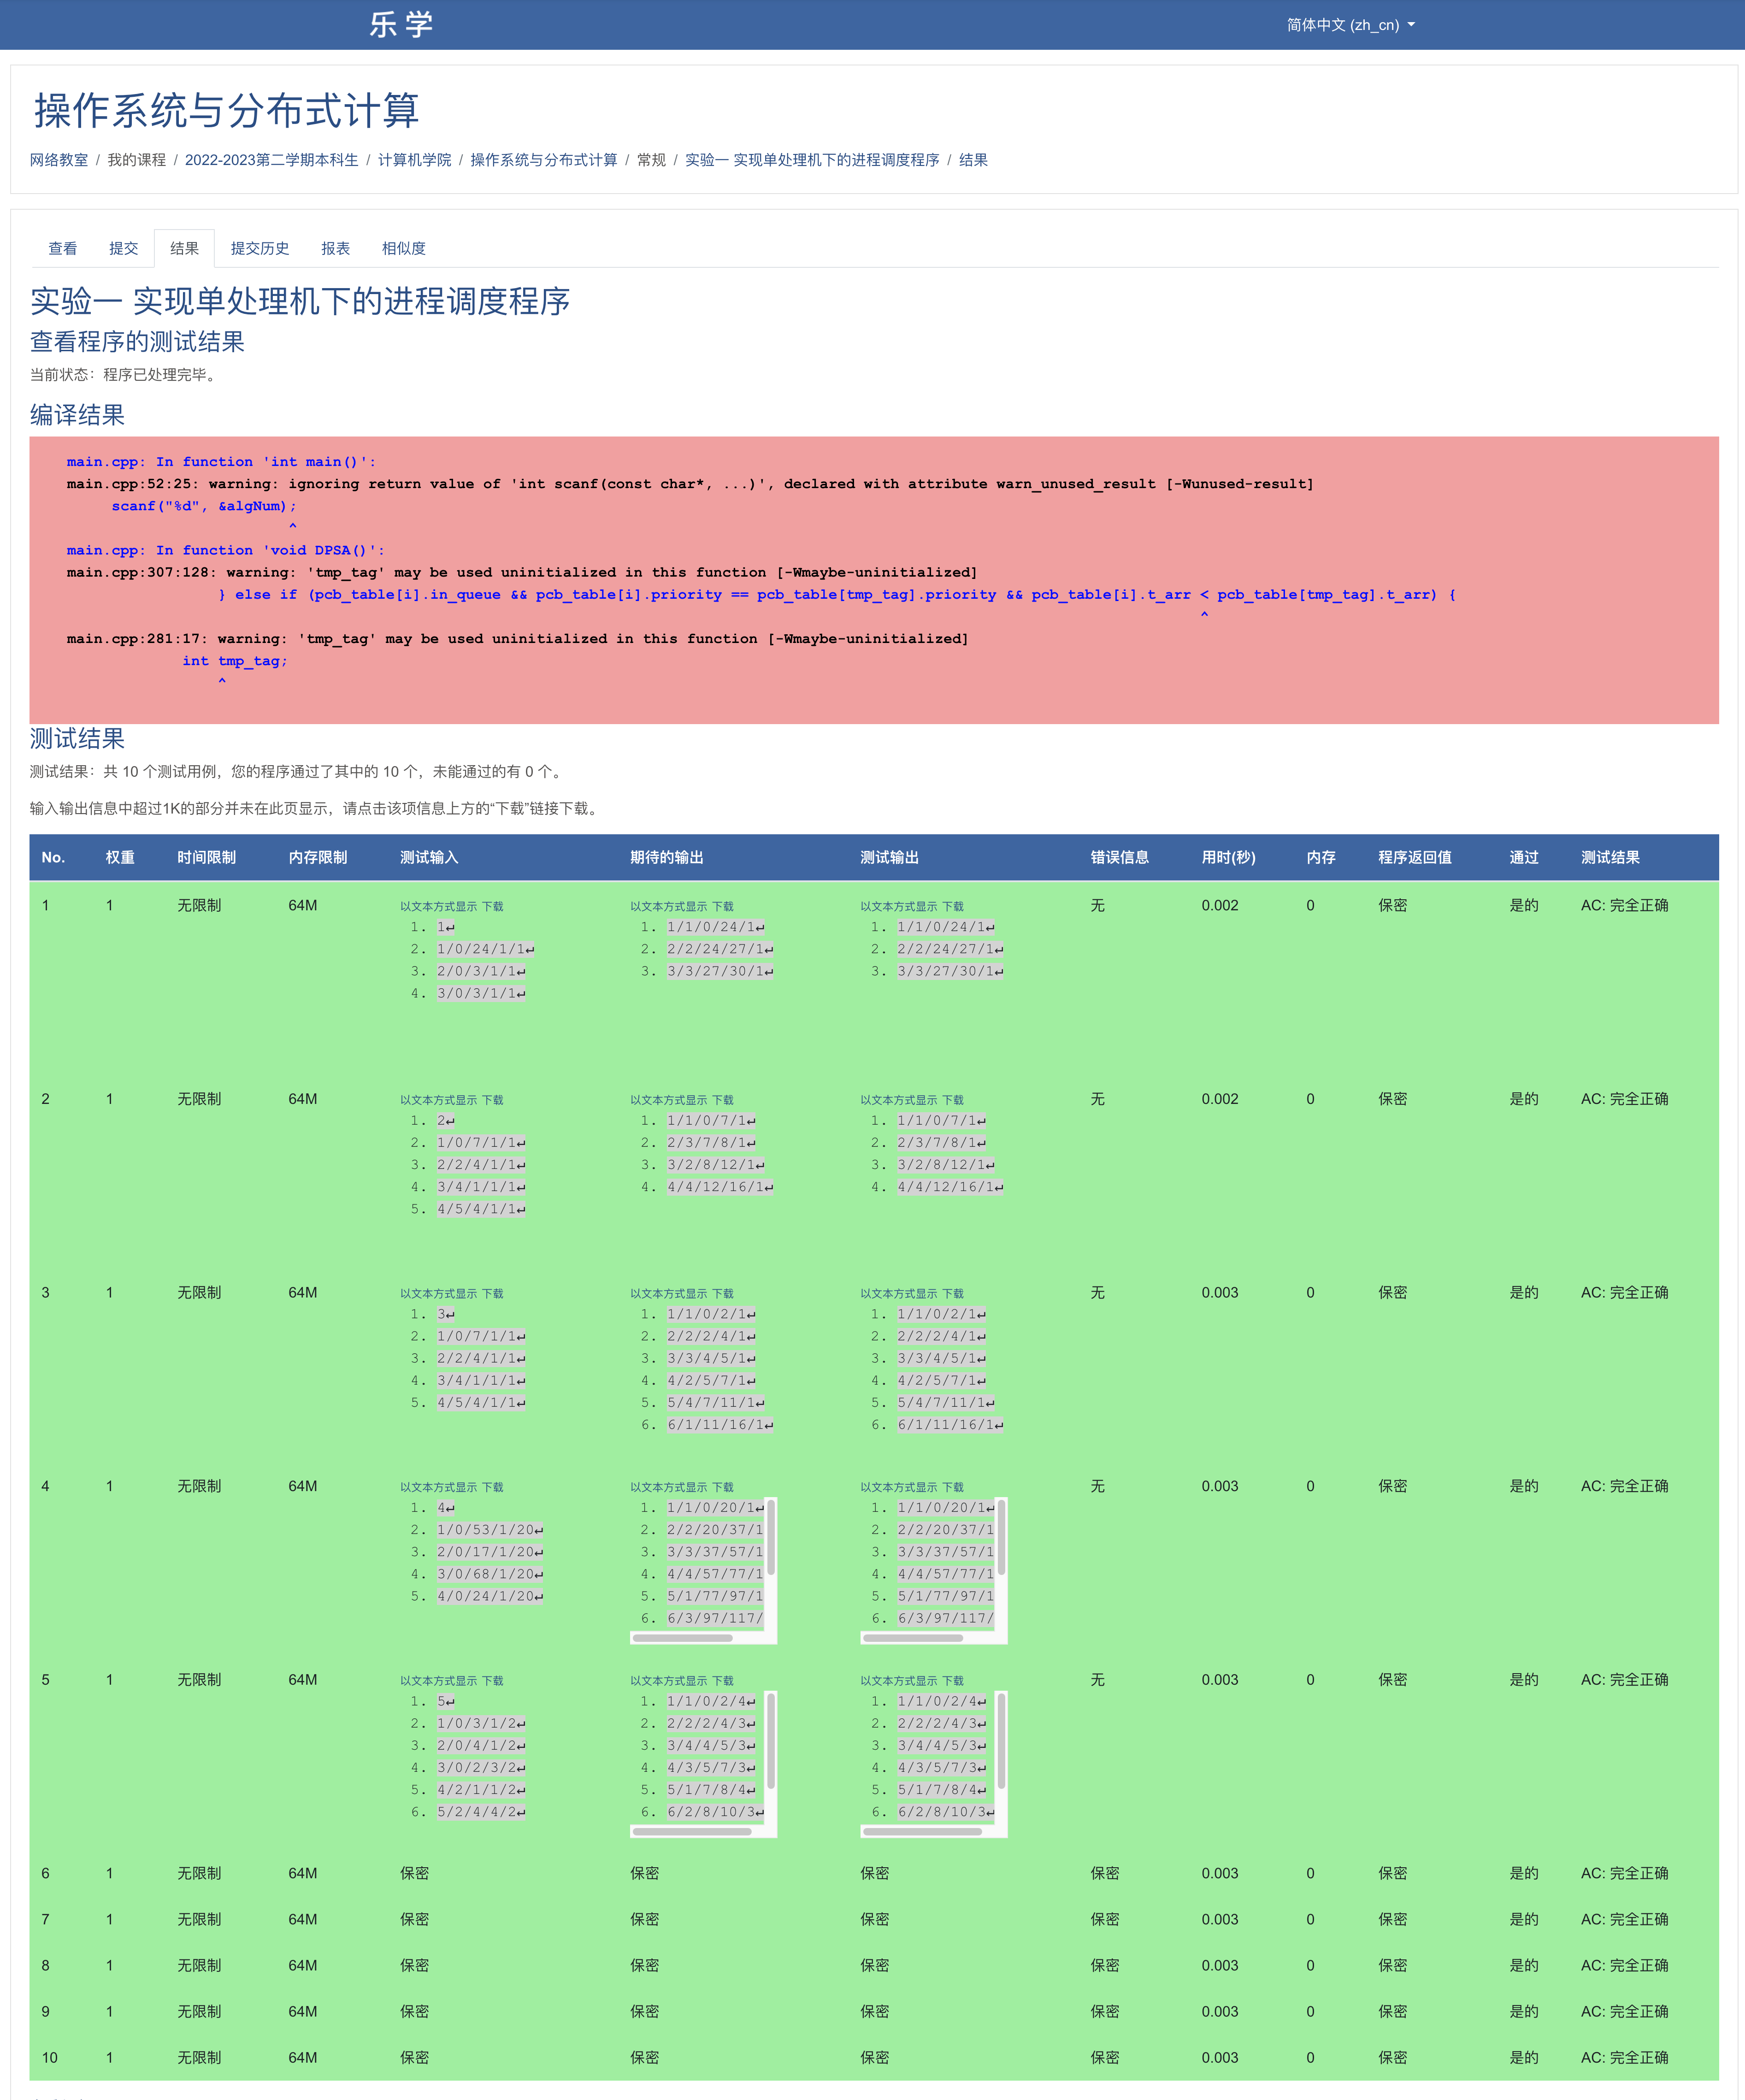 乐 学
简体中文 (zh_cn)
操作系统与分布式计算
网络教室 / 我的课程 / 2022-2023第二学期本科生 / 计算机学院 / 操作系统与分布式计算 / 常规 / 实验一 实现单处理机下的进程调度程序 / 结果
查看 提交 结果 提交历史 报表 相似度
实验一 实现单处理机下的进程调度程序
查看程序的测试结果
当前状态：程序已处理完毕。
编译结果
main.cpp: In function 'int main()':
main.cpp:52:25: warning: ignoring return value of 'int scanf(const char*, ...)', declared with attribute warn_unused_result [-Wunused-result]
scanf("%d", &algNum);
^
main.cpp: In function 'void DPSA()':
main.cpp:307:128: warning: 'tmp_tag' may be used uninitialized in this function [-Wmaybe-uninitialized]
} else if (pcb_table[i].in_queue && pcb_table[i].priority == pcb_table[tmp_tag].priority && pcb_table[i].t_arr < pcb_table[tmp_tag].t_arr) {
^
main.cpp:281:17: warning: 'tmp_tag' may be used uninitialized in this function [-Wmaybe-uninitialized]
int tmp_tag;
^
测试结果
测试结果：共 10 个测试用例，您的程序通过了其中的 10 个，未能通过的有 0 个。
输入输出信息中超过1K的部分并未在此页显示，请点击该项信息上方的“下载”链接下载。
No. 权重 时间限制 内存限制 测试输入 期待的输出 测试输出 错误信息 用时(秒) 内存 程序返回值 通过 测试结果
1 1 无限制 64M 以文本方式显示 下载 以文本方式显示 下载 以文本方式显示 下载 无 0.002 0 保密 是的 AC: 完全正确
1. 1↵ 1. 1/1/0/24/1↵ 1. 1/1/0/24/1↵
2. 1/0/24/1/1↵ 2. 2/2/24/27/1↵ 2. 2/2/24/27/1↵
3. 2/0/3/1/1↵ 3. 3/3/27/30/1↵ 3. 3/3/27/30/1↵
4. 3/0/3/1/1↵
2 1 无限制 64M 以文本方式显示 下载 以文本方式显示 下载 以文本方式显示 下载 无 0.002 0 保密 是的 AC: 完全正确
1. 2↵ 1. 1/1/0/7/1↵ 1. 1/1/0/7/1↵
2. 1/0/7/1/1↵ 2. 2/3/7/8/1↵ 2. 2/3/7/8/1↵
3. 2/2/4/1/1↵ 3. 3/2/8/12/1↵ 3. 3/2/8/12/1↵
4. 3/4/1/1/1↵ 4. 4/4/12/16/1↵ 4. 4/4/12/16/1↵
5. 4/5/4/1/1↵
3 1 无限制 64M 以文本方式显示 下载 以文本方式显示 下载 以文本方式显示 下载 无 0.003 0 保密 是的 AC: 完全正确
1. 3↵ 1. 1/1/0/2/1↵ 1. 1/1/0/2/1↵
2. 1/0/7/1/1↵ 2. 2/2/2/4/1↵ 2. 2/2/2/4/1↵
3. 2/2/4/1/1↵ 3. 3/3/4/5/1↵ 3. 3/3/4/5/1↵
4. 3/4/1/1/1↵ 4. 4/2/5/7/1↵ 4. 4/2/5/7/1↵
5. 4/5/4/1/1↵ 5. 5/4/7/11/1↵ 5. 5/4/7/11/1↵
6. 6/1/11/16/1↵ 6. 6/1/11/16/1↵
4 1 无限制 64M 以文本方式显示 下载 以文本方式显示 下载 以文本方式显示 下载 无 0.003 0 保密 是的 AC: 完全正确
1. 4↵ 1. 1/1/0/20/1↵ 1. 1/1/0/20/1↵
2. 1/0/53/1/20↵ 2. 2/2/20/37/1 2. 2/2/20/37/1
3. 2/0/17/1/20↵ 3. 3/3/37/57/1 3. 3/3/37/57/1
4. 3/0/68/1/20↵ 4. 4/4/57/77/1 4. 4/4/57/77/1
5. 4/0/24/1/20↵ 5. 5/1/77/97/1 5. 5/1/77/97/1
6. 6/3/97/117/ 6. 6/3/97/117/
5 1 无限制 64M 以文本方式显示 下载 以文本方式显示 下载 以文本方式显示 下载 无 0.003 0 保密 是的 AC: 完全正确
1. 5↵ 1. 1/1/0/2/4↵ 1. 1/1/0/2/4↵
2. 1/0/3/1/2↵ 2. 2/2/2/4/3↵ 2. 2/2/2/4/3↵
3. 2/0/4/1/2↵ 3. 3/4/4/5/3↵ 3. 3/4/4/5/3↵
4. 3/0/2/3/2↵ 4. 4/3/5/7/3↵ 4. 4/3/5/7/3↵
5. 4/2/1/1/2↵ 5. 5/1/7/8/4↵ 5. 5/1/7/8/4↵
6. 5/2/4/4/2↵ 6. 6/2/8/10/3↵ 6. 6/2/8/10/3↵
6 1 无限制 64M 保密 保密 保密 保密 0.003 0 保密 是的 AC: 完全正确
7 1 无限制 64M 保密 保密 保密 保密 0.003 0 保密 是的 AC: 完全正确
8 1 无限制 64M 保密 保密 保密 保密 0.003 0 保密 是的 AC: 完全正确
9 1 无限制 64M 保密 保密 保密 保密 0.003 0 保密 是的 AC: 完全正确
10 1 无限制 64M 保密 保密 保密 保密 0.003 0 保密 是的 AC: 完全正确